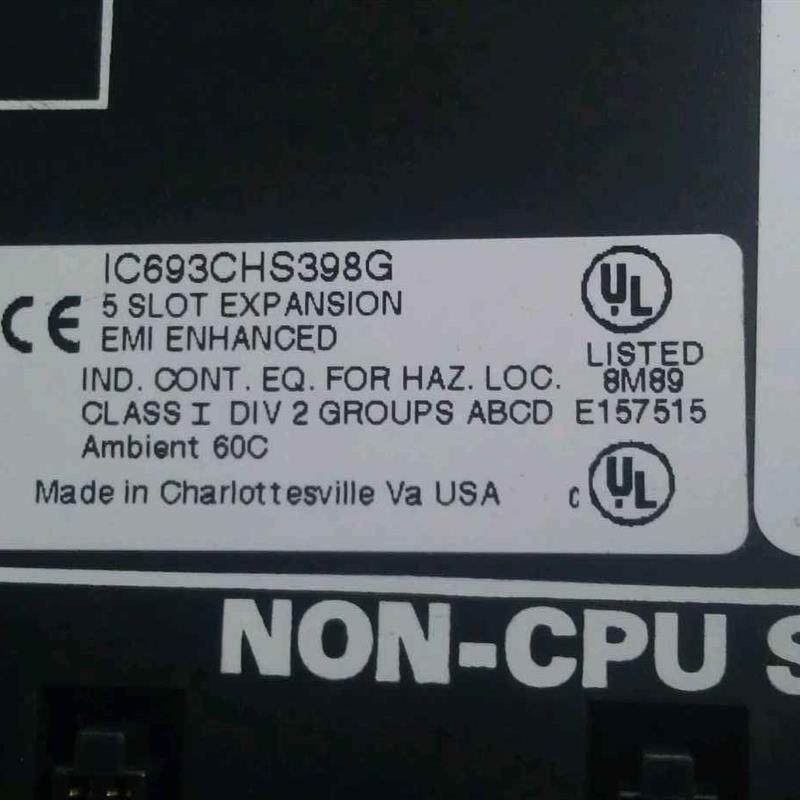 IC693CHS398G
CE 5 SLOT EXPANSION
EMI ENHANCED
UL
LISTED
IND. CONT. EQ. FOR HAZ. LOC. 8M89
CLASS I DIV 2 GROUPS ABCD E157515
Ambient 60C
Made in Charlottesville Va USA
C UL
NON-CPU S